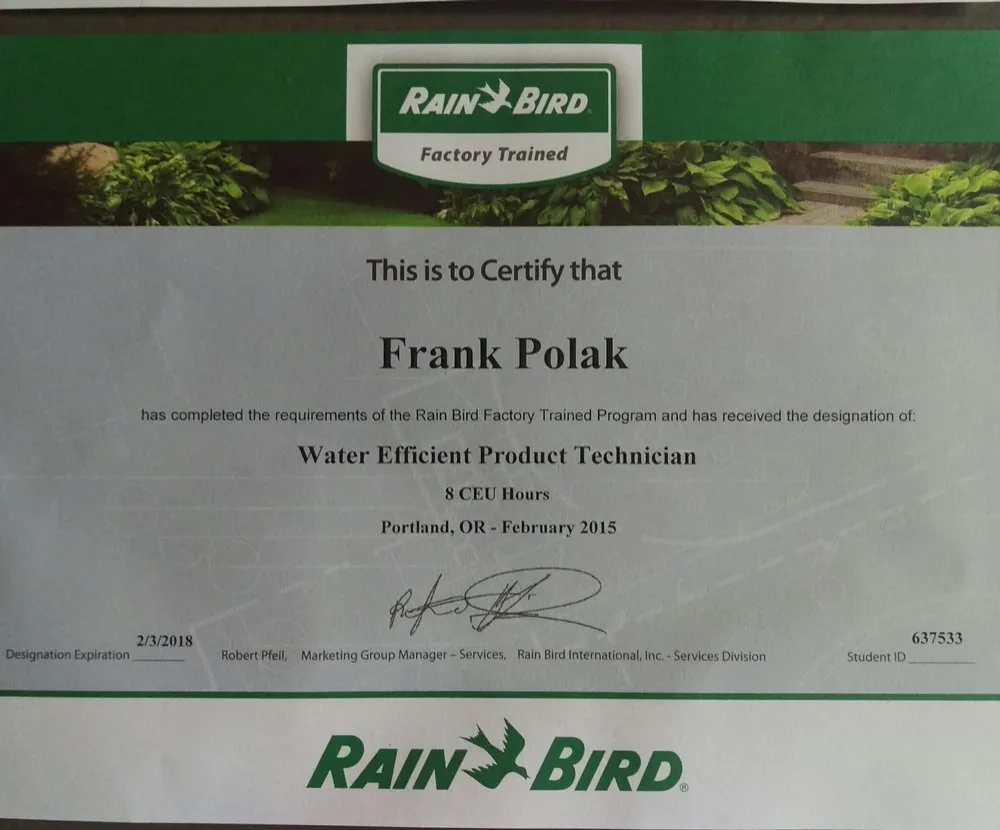 RAIN BIRD
Factory Trained
This is to Certify that
Frank Polak
has completed the requirements of the Rain Bird Factory Trained Program and has received the designation of:
Water Efficient Product Technician
8 CEU Hours
Portland, OR - February 2015
2/3/2018
Designation Expiration
Robert Pfeil, Marketing Group Manager – Services, Rain Bird International, Inc. - Services Division
637533
Student ID
RAIN BIRD®